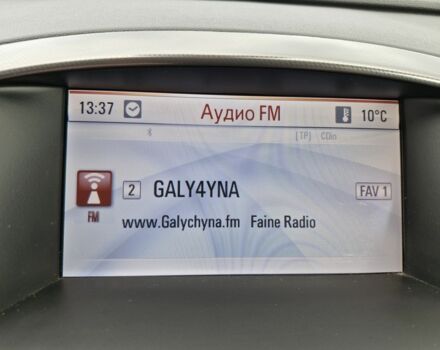 13:37 Аудио FM 10°C
[TP] CDin
2 GALY4YNA FAV 1
FM www.Galychyna.fm Faine Radio